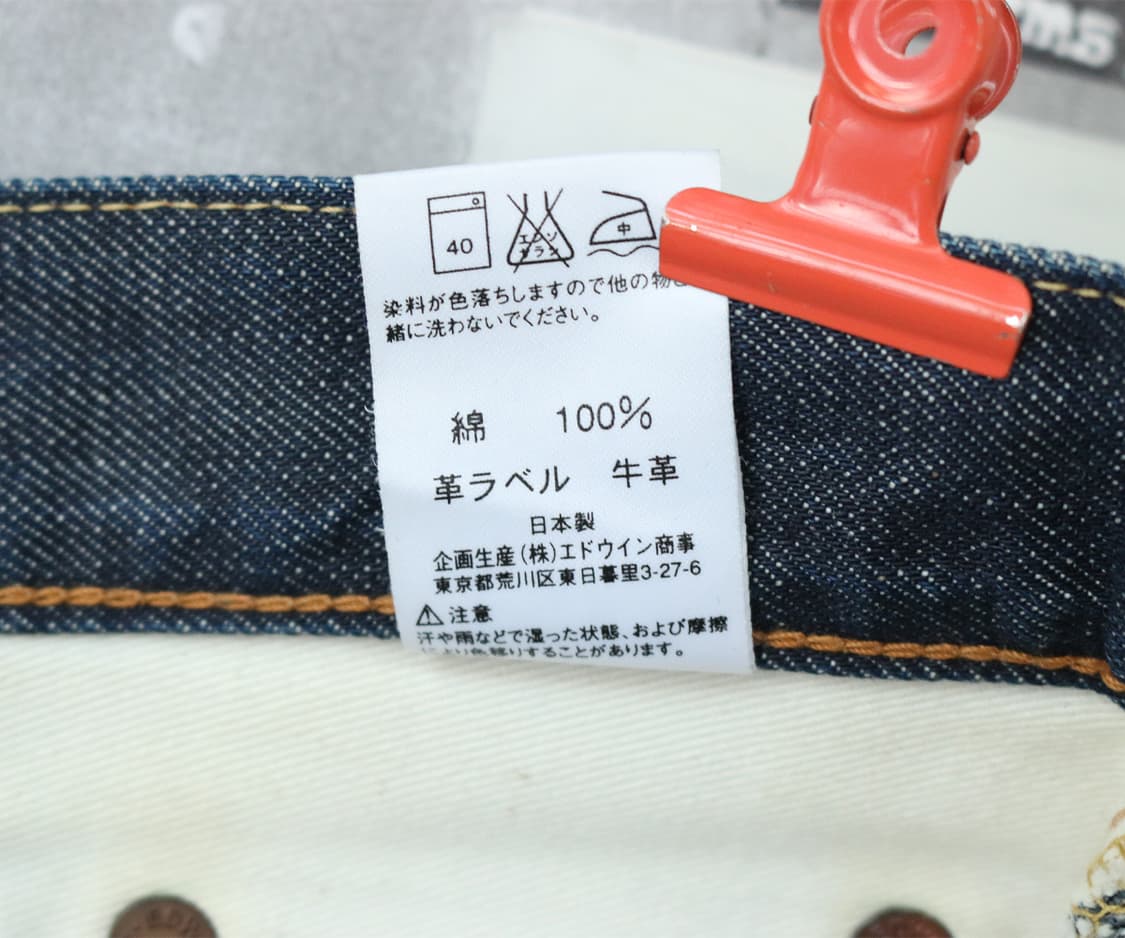 40
エンソ
サラシ
中
染料が色落ちしますので他の物と
緒に洗わないでください。
綿 100%
革ラベル 牛革
日本製
企画生産(株)エドウイン商事
東京都荒川区東日暮里3-27-6
⚠注意
汗や雨などで湿った状態、および摩擦
により色移りすることがあります。